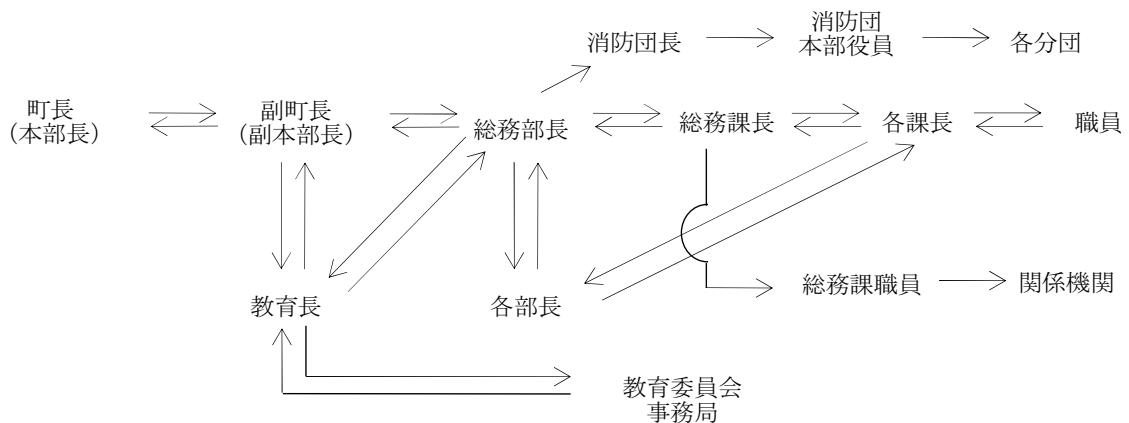 消防団長
消防団
本部役員
各分団
町長
（本部長）
副町長
（副本部長）
総務部長
総務課長
各課長
職員
教育長
各部長
総務課職員
関係機関
教育委員会
事務局